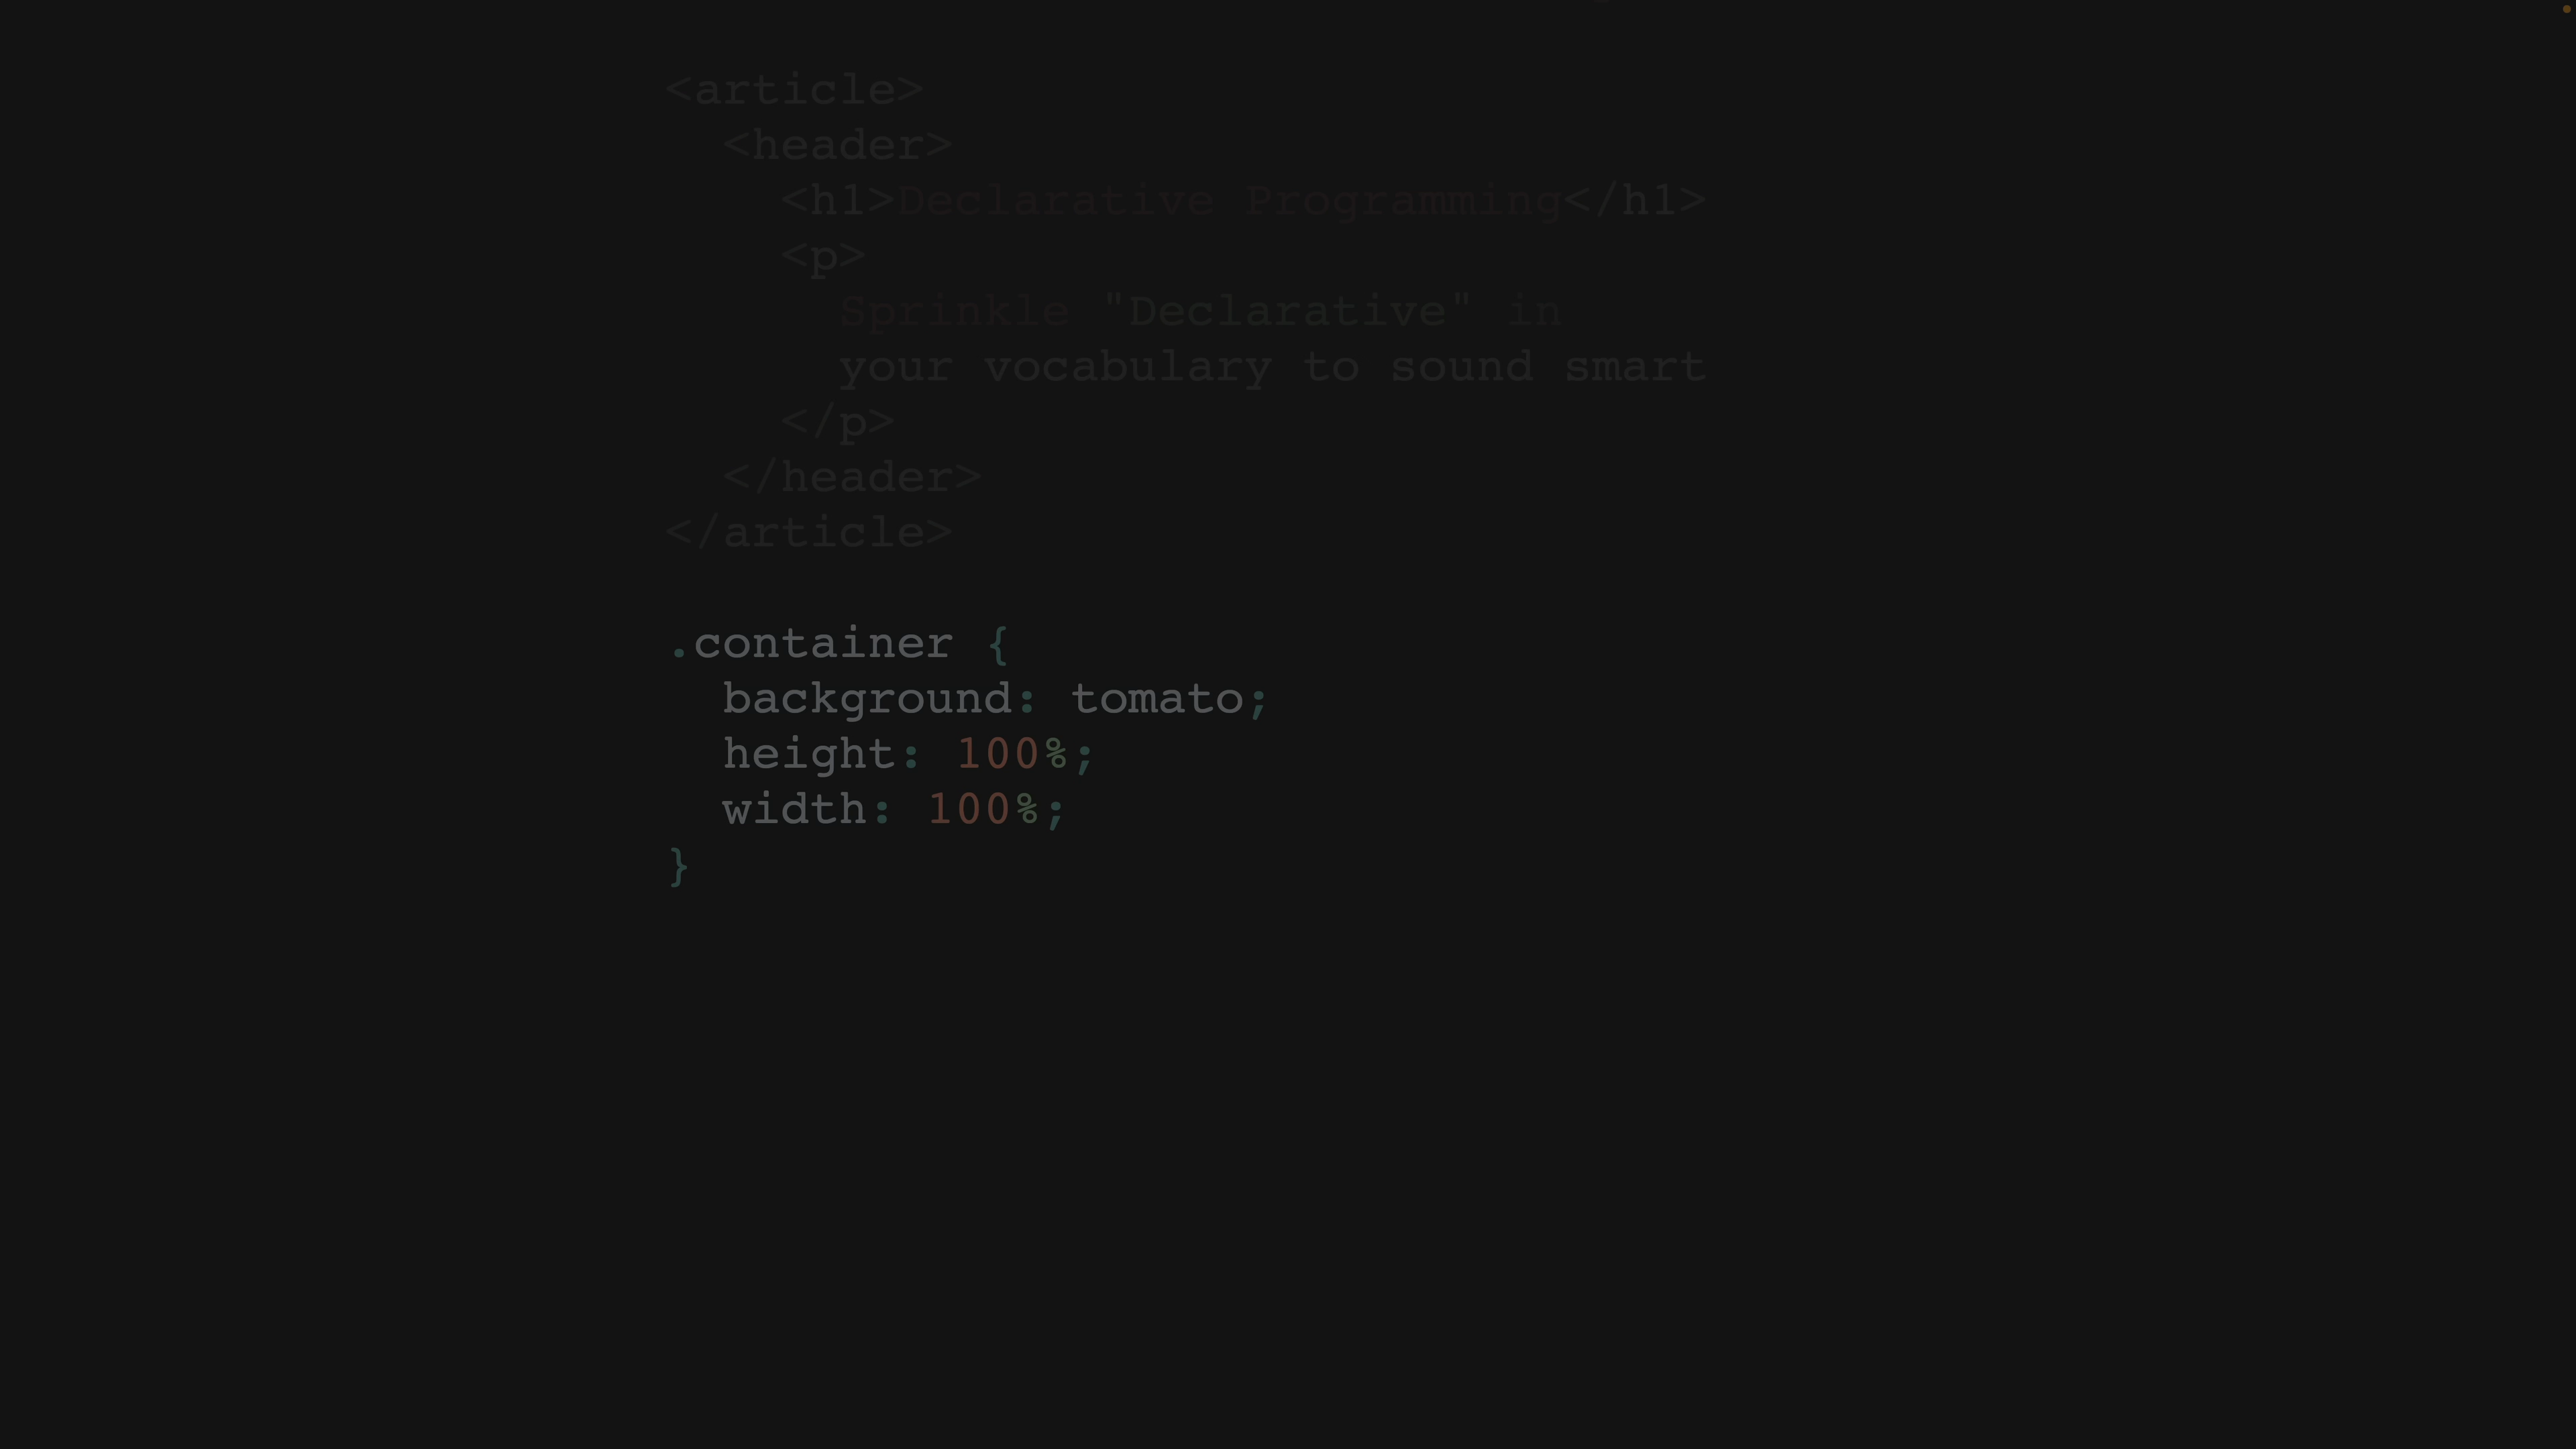 <article>
  <header>
    <h1>Declarative Programming</h1>
    <p>
      Sprinkle "Declarative" in
      your vocabulary to sound smart
    </p>
  </header>
</article>

.container {
  background: tomato;
  height: 100%;
  width: 100%;
}